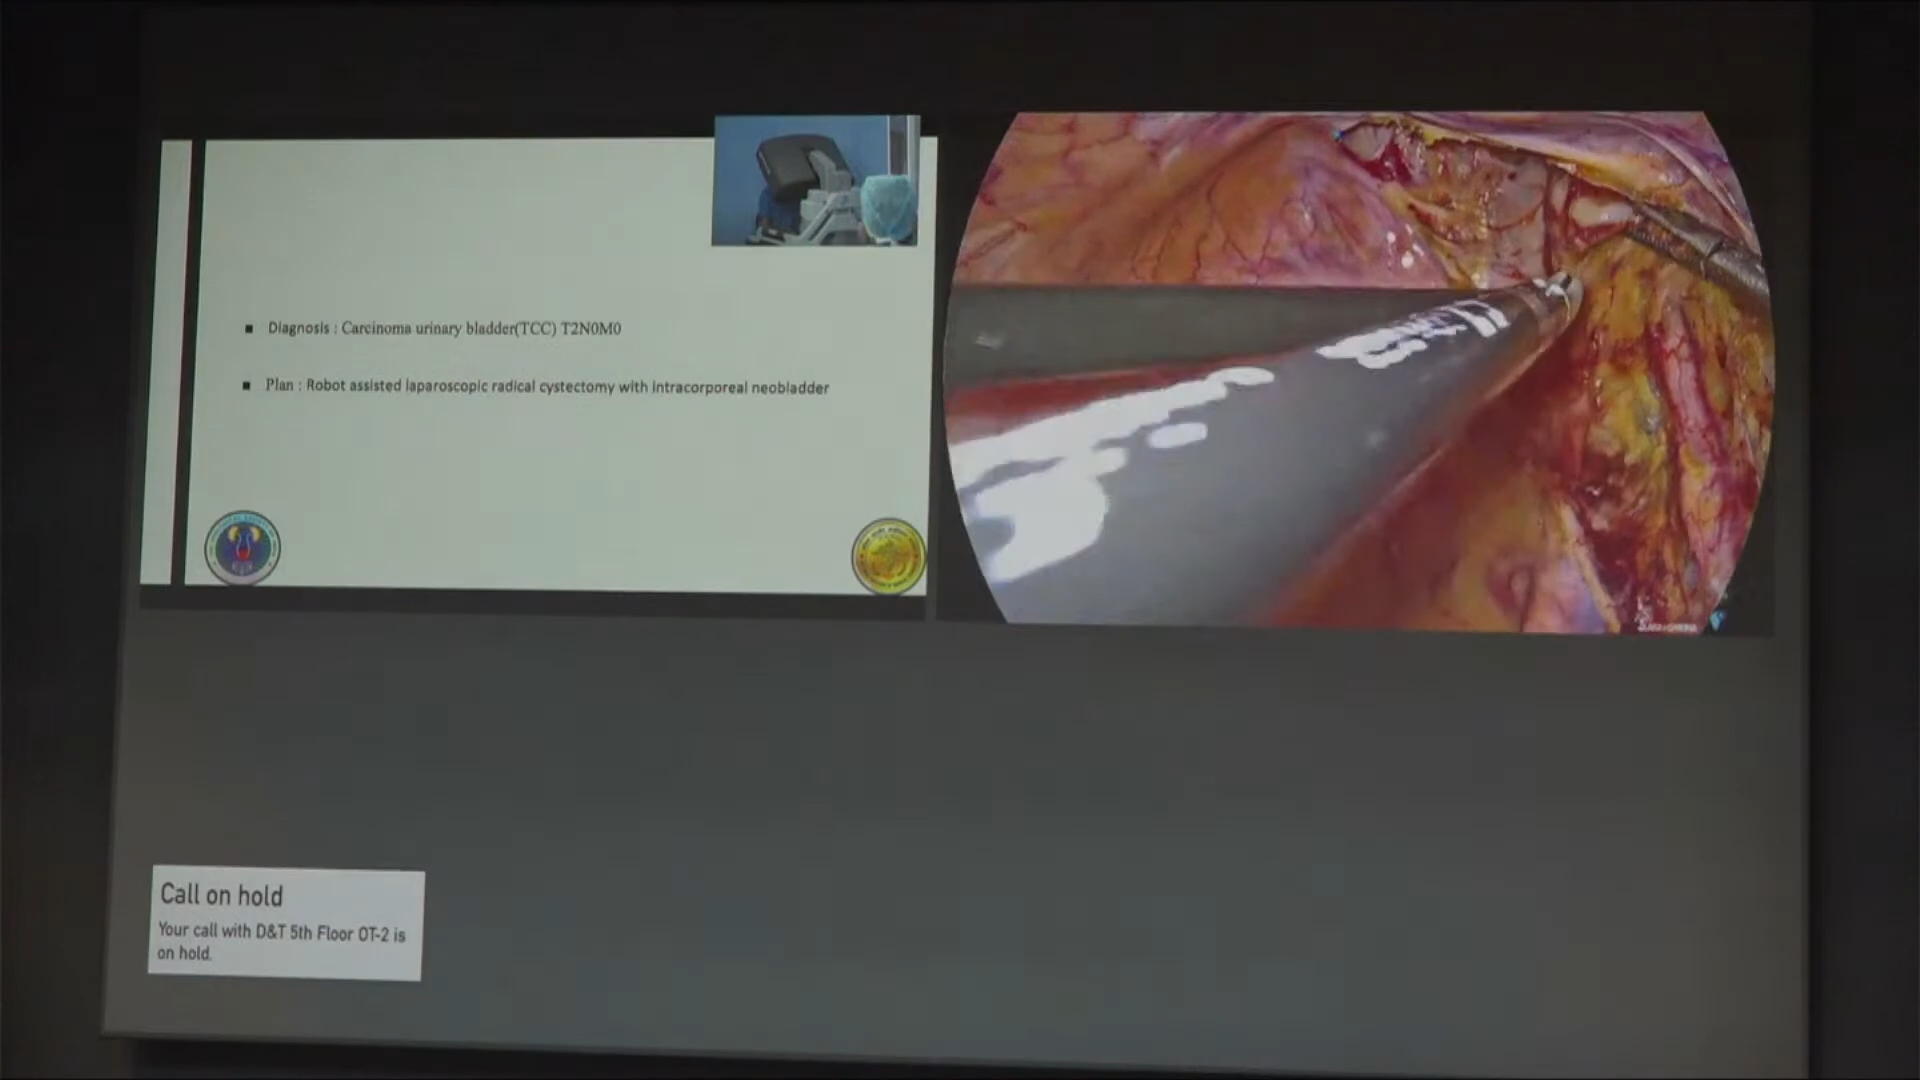 Diagnosis : Carcinoma urinary bladder(TCC) T2N0M0
Plan : Robot assisted laparoscopic radical cystectomy with intracorporeal neobladder
Call on hold
Your call with D&T 5th Floor OT-2 is
on hold.